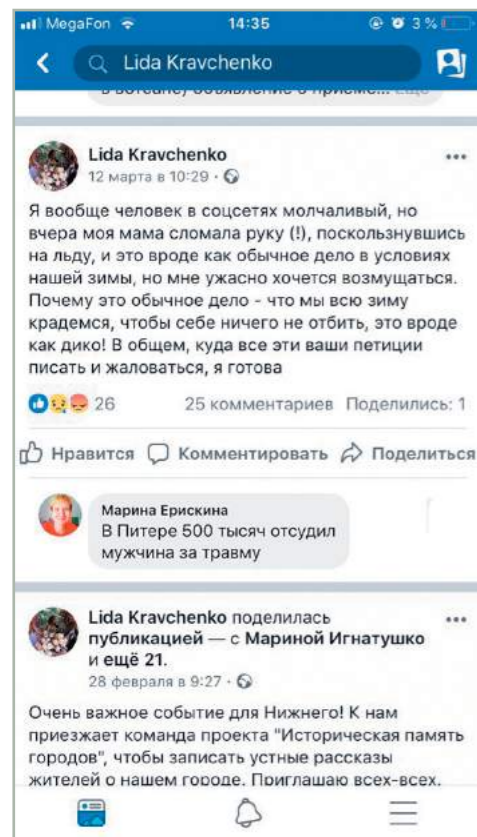 MegaFon 14:35 3 %
Lida Kravchenko
Lida Kravchenko
12 марта в 10:29 ·
Я вообще человек в соцсетях молчаливый, но
вчера моя мама сломала руку (!), поскользнувшись
на льду, и это вроде как обычное дело в условиях
нашей зимы, но мне ужасно хочется возмущаться.
Почему это обычное дело - что мы всю зиму
крадемся, чтобы себе ничего не отбить, это вроде
как дико! В общем, куда все эти ваши петиции
писать и жаловаться, я готова
26 25 комментариев Поделились: 1
Нравится Комментировать Поделиться
Марина Ерискина
В Питере 500 тысяч отсудил
мужчина за травму
Lida Kravchenko поделилась
публикацией — с Мариной Игнатушко
и ещё 21.
28 февраля в 9:27 ·
Очень важное событие для Нижнего! К нам
приезжает команда проекта "Историческая память
городов", чтобы записать устные рассказы
жителей о нашем городе. Приглашаю всех-всех,